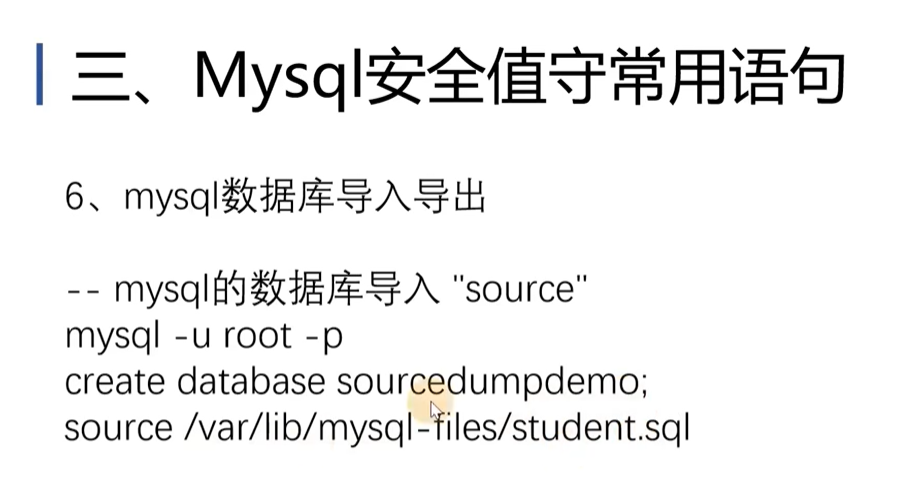 三、Mysql安全值守常用语句
6、mysql数据库导入导出
-- mysql的数据库导入 "source"
mysql -u root -p
create database sourcedumpdemo;
source /var/lib/mysql-files/student.sql